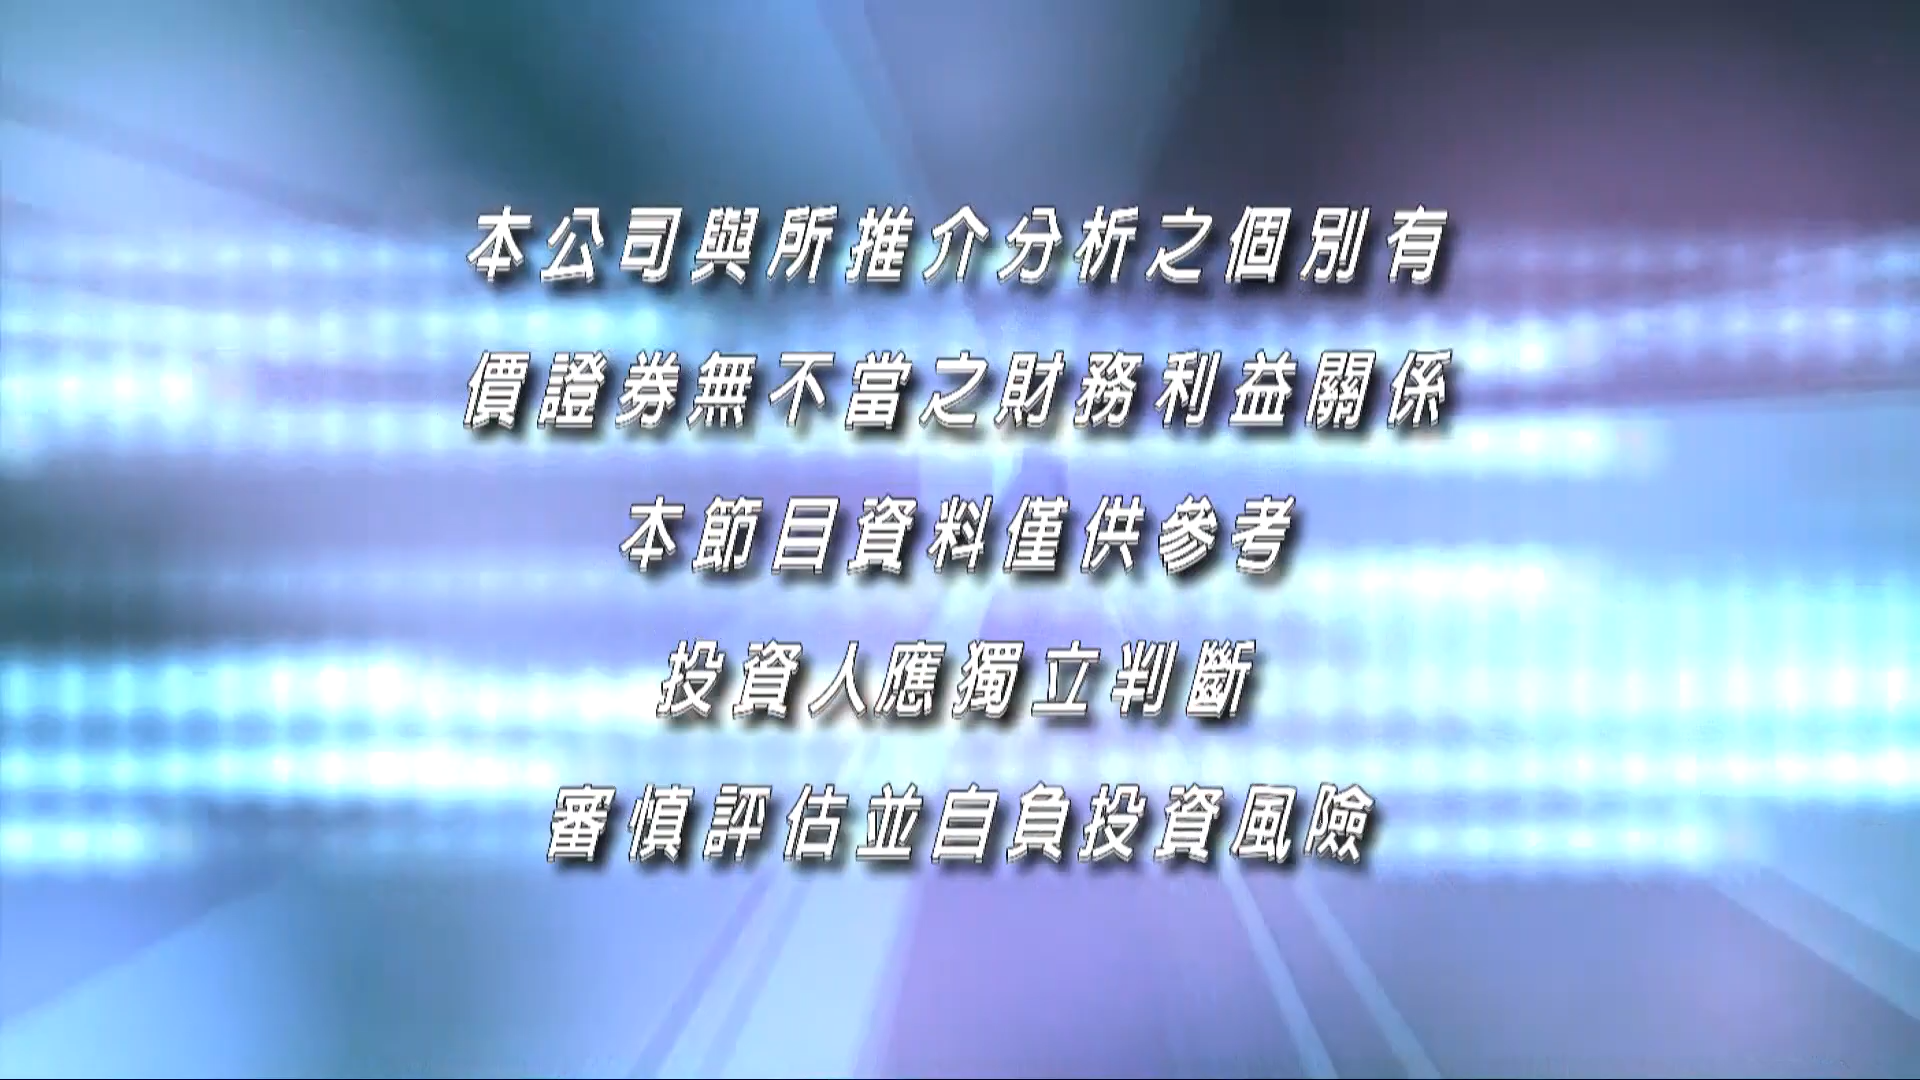 本公司與所推介分析之個別有
價證券無不當之財務利益關係
本節目資料僅供參考
投資人應獨立判斷
審慎評估並自負投資風險